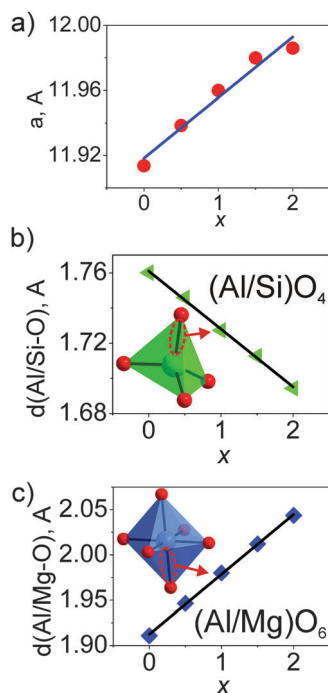 a)
12.00
11.96
11.92
a, A
0 1 2
x
b)
1.76
1.72
1.68
d(Al/Si-O), A
(Al/Si)O4
0 1 2
x
c)
2.05
2.00
1.95
1.90
d(Al/Mg-O), A
(Al/Mg)O6
0 1 2
x